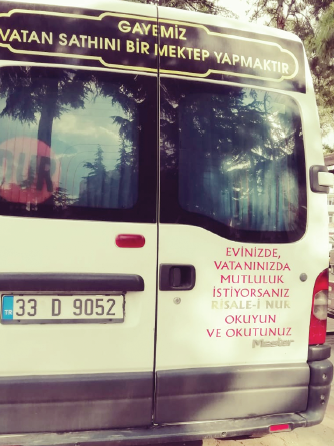 GAYEMİZ
VATAN SATHINI BİR MEKTEP YAPMAKTIR
EVİNİZDE,
VATANINIZDA
MUTLULUK
İSTİYORSANIZ
RİSALE-İ NUR
OKUYUN
VE OKUTUNUZ
Master
TR 33 D 9052